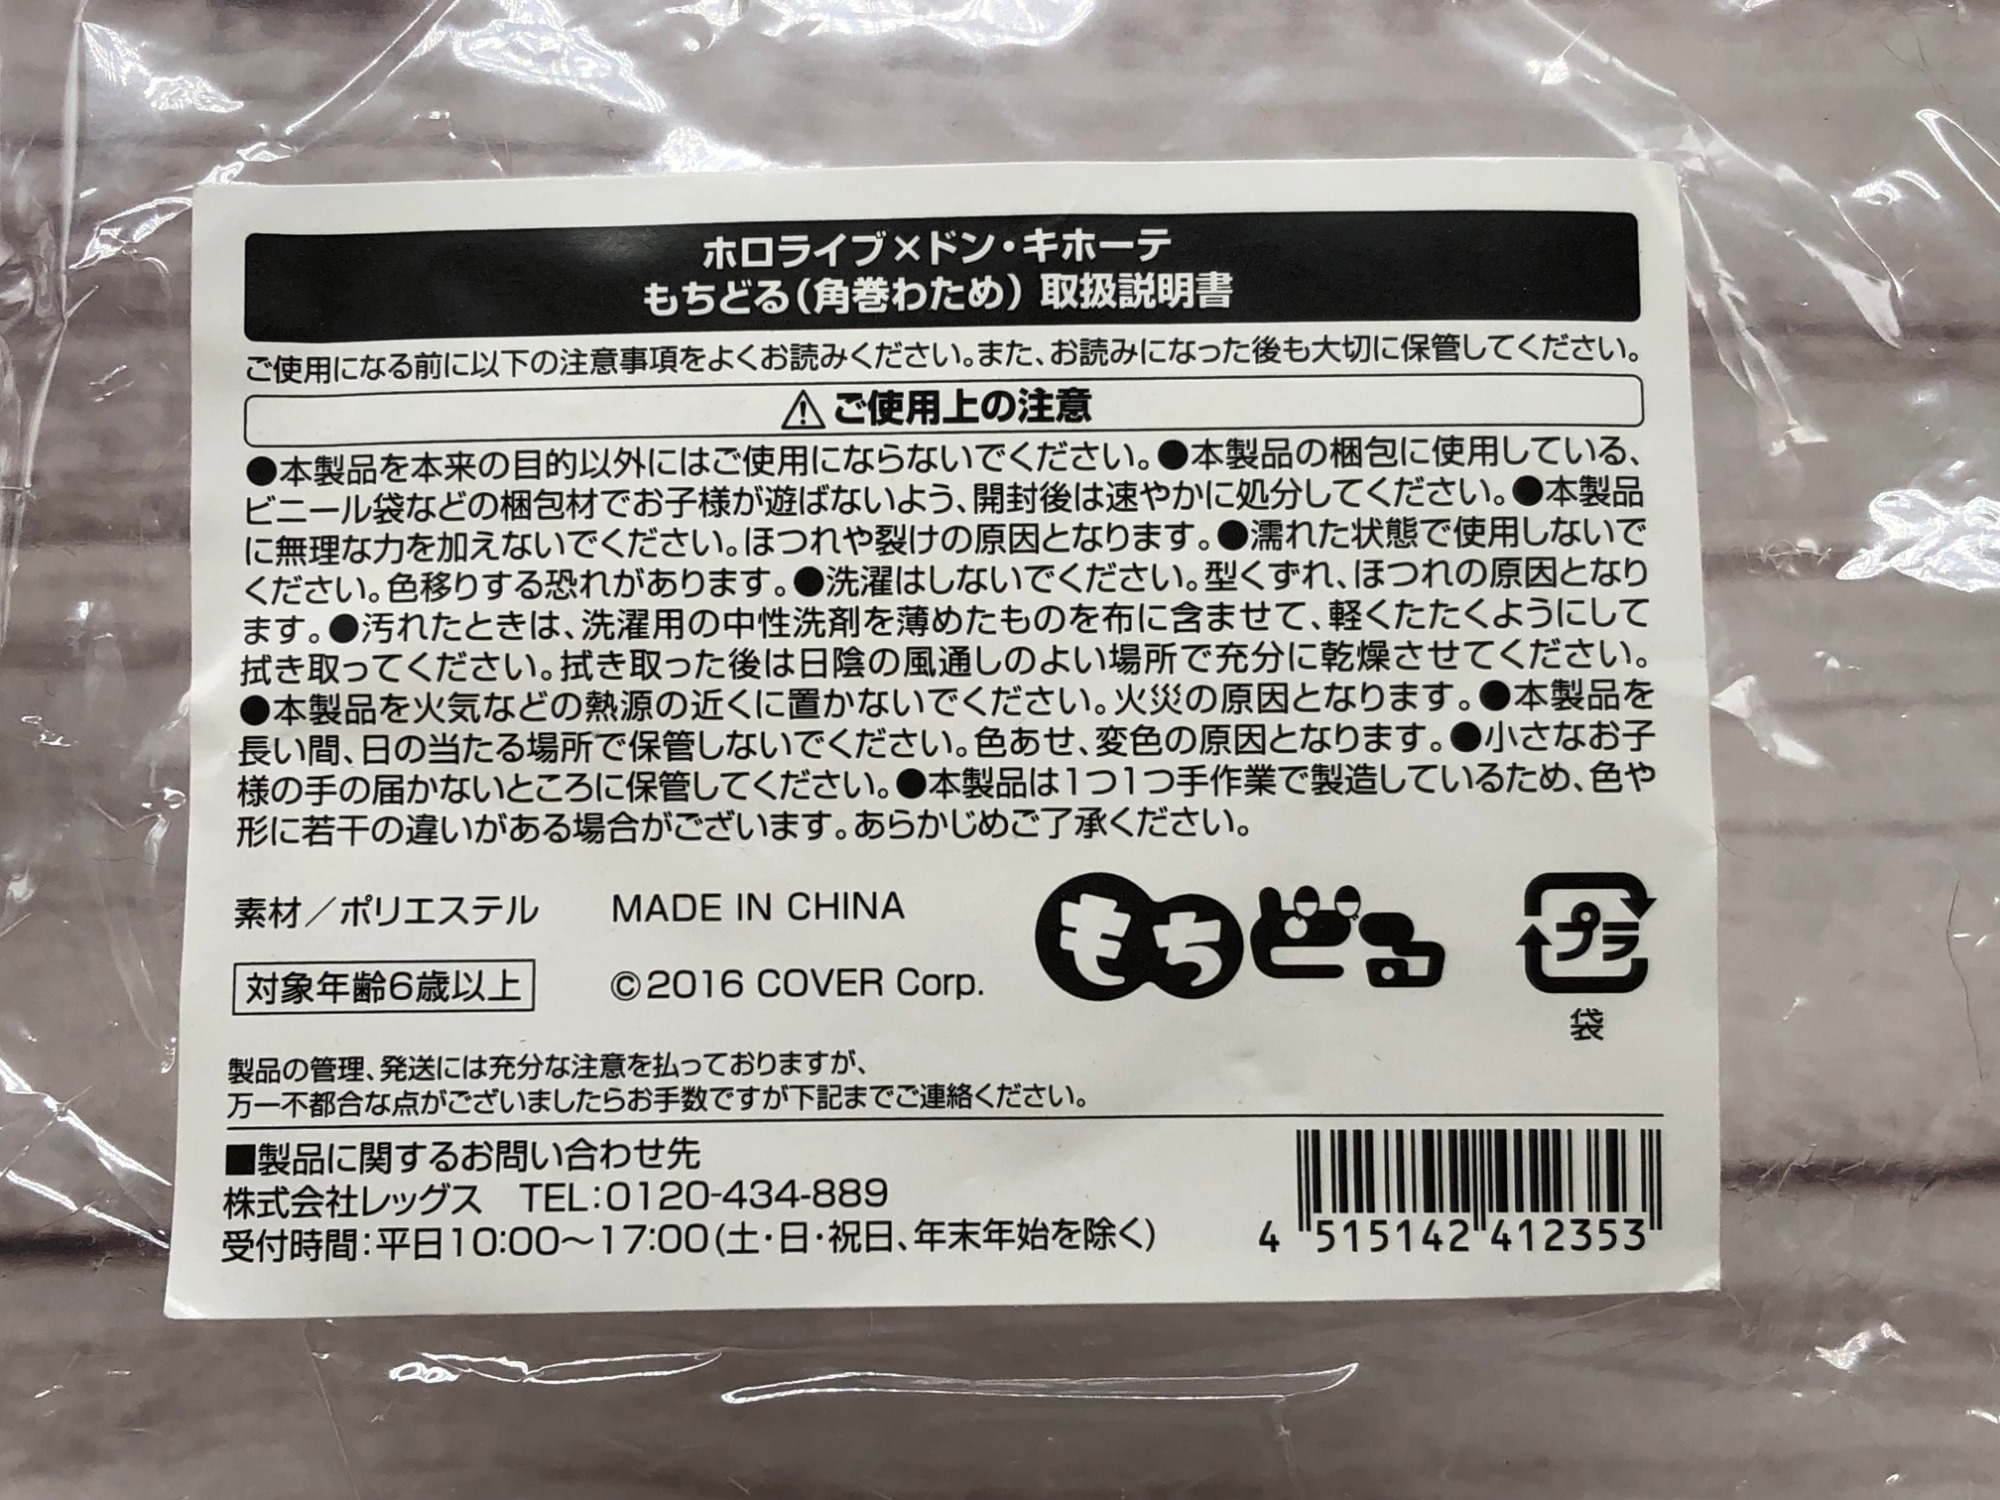 ホロライブ×ドン・キホーテ
もちどる(角巻わため) 取扱説明書
ご使用になる前に以下の注意事項をよくお読みください。また、お読みになった後も大切に保管してください。
⚠ご使用上の注意
●本製品を本来の目的以外にはご使用にならないでください。●本製品の梱包に使用している、
ビニール袋などの梱包材でお子様が遊ばないよう、開封後は速やかに処分してください。●本製品
に無理な力を加えないでください。ほつれや裂けの原因となります。●濡れた状態で使用しないで
ください。色移りする恐れがあります。●洗濯はしないでください。型くずれ、ほつれの原因となり
ます。●汚れたときは、洗濯用の中性洗剤を薄めたものを布に含ませて、軽くたたくようにして
拭き取ってください。拭き取った後は日陰の風通しのよい場所で充分に乾燥させてください。
●本製品を火気などの熱源の近くに置かないでください。火災の原因となります。●本製品を
長い間、日の当たる場所で保管しないでください。色あせ、変色の原因となります。●小さなお子
様の手の届かないところに保管してください。●本製品は1つ1つ手作業で製造しているため、色や
形に若干の違いがある場合がございます。あらかじめご了承ください。
素材／ポリエステル MADE IN CHINA
もちどる
プラ
対象年齢6歳以上 ©2016 COVER Corp.
袋
製品の管理、発送には充分な注意を払っておりますが、
万一不都合な点がございましたらお手数ですが下記までご連絡ください。
■製品に関するお問い合わせ先
株式会社レッグス TEL:0120-434-889
受付時間:平日10:00～17:00(土・日・祝日、年末年始を除く)
4 515142 412353